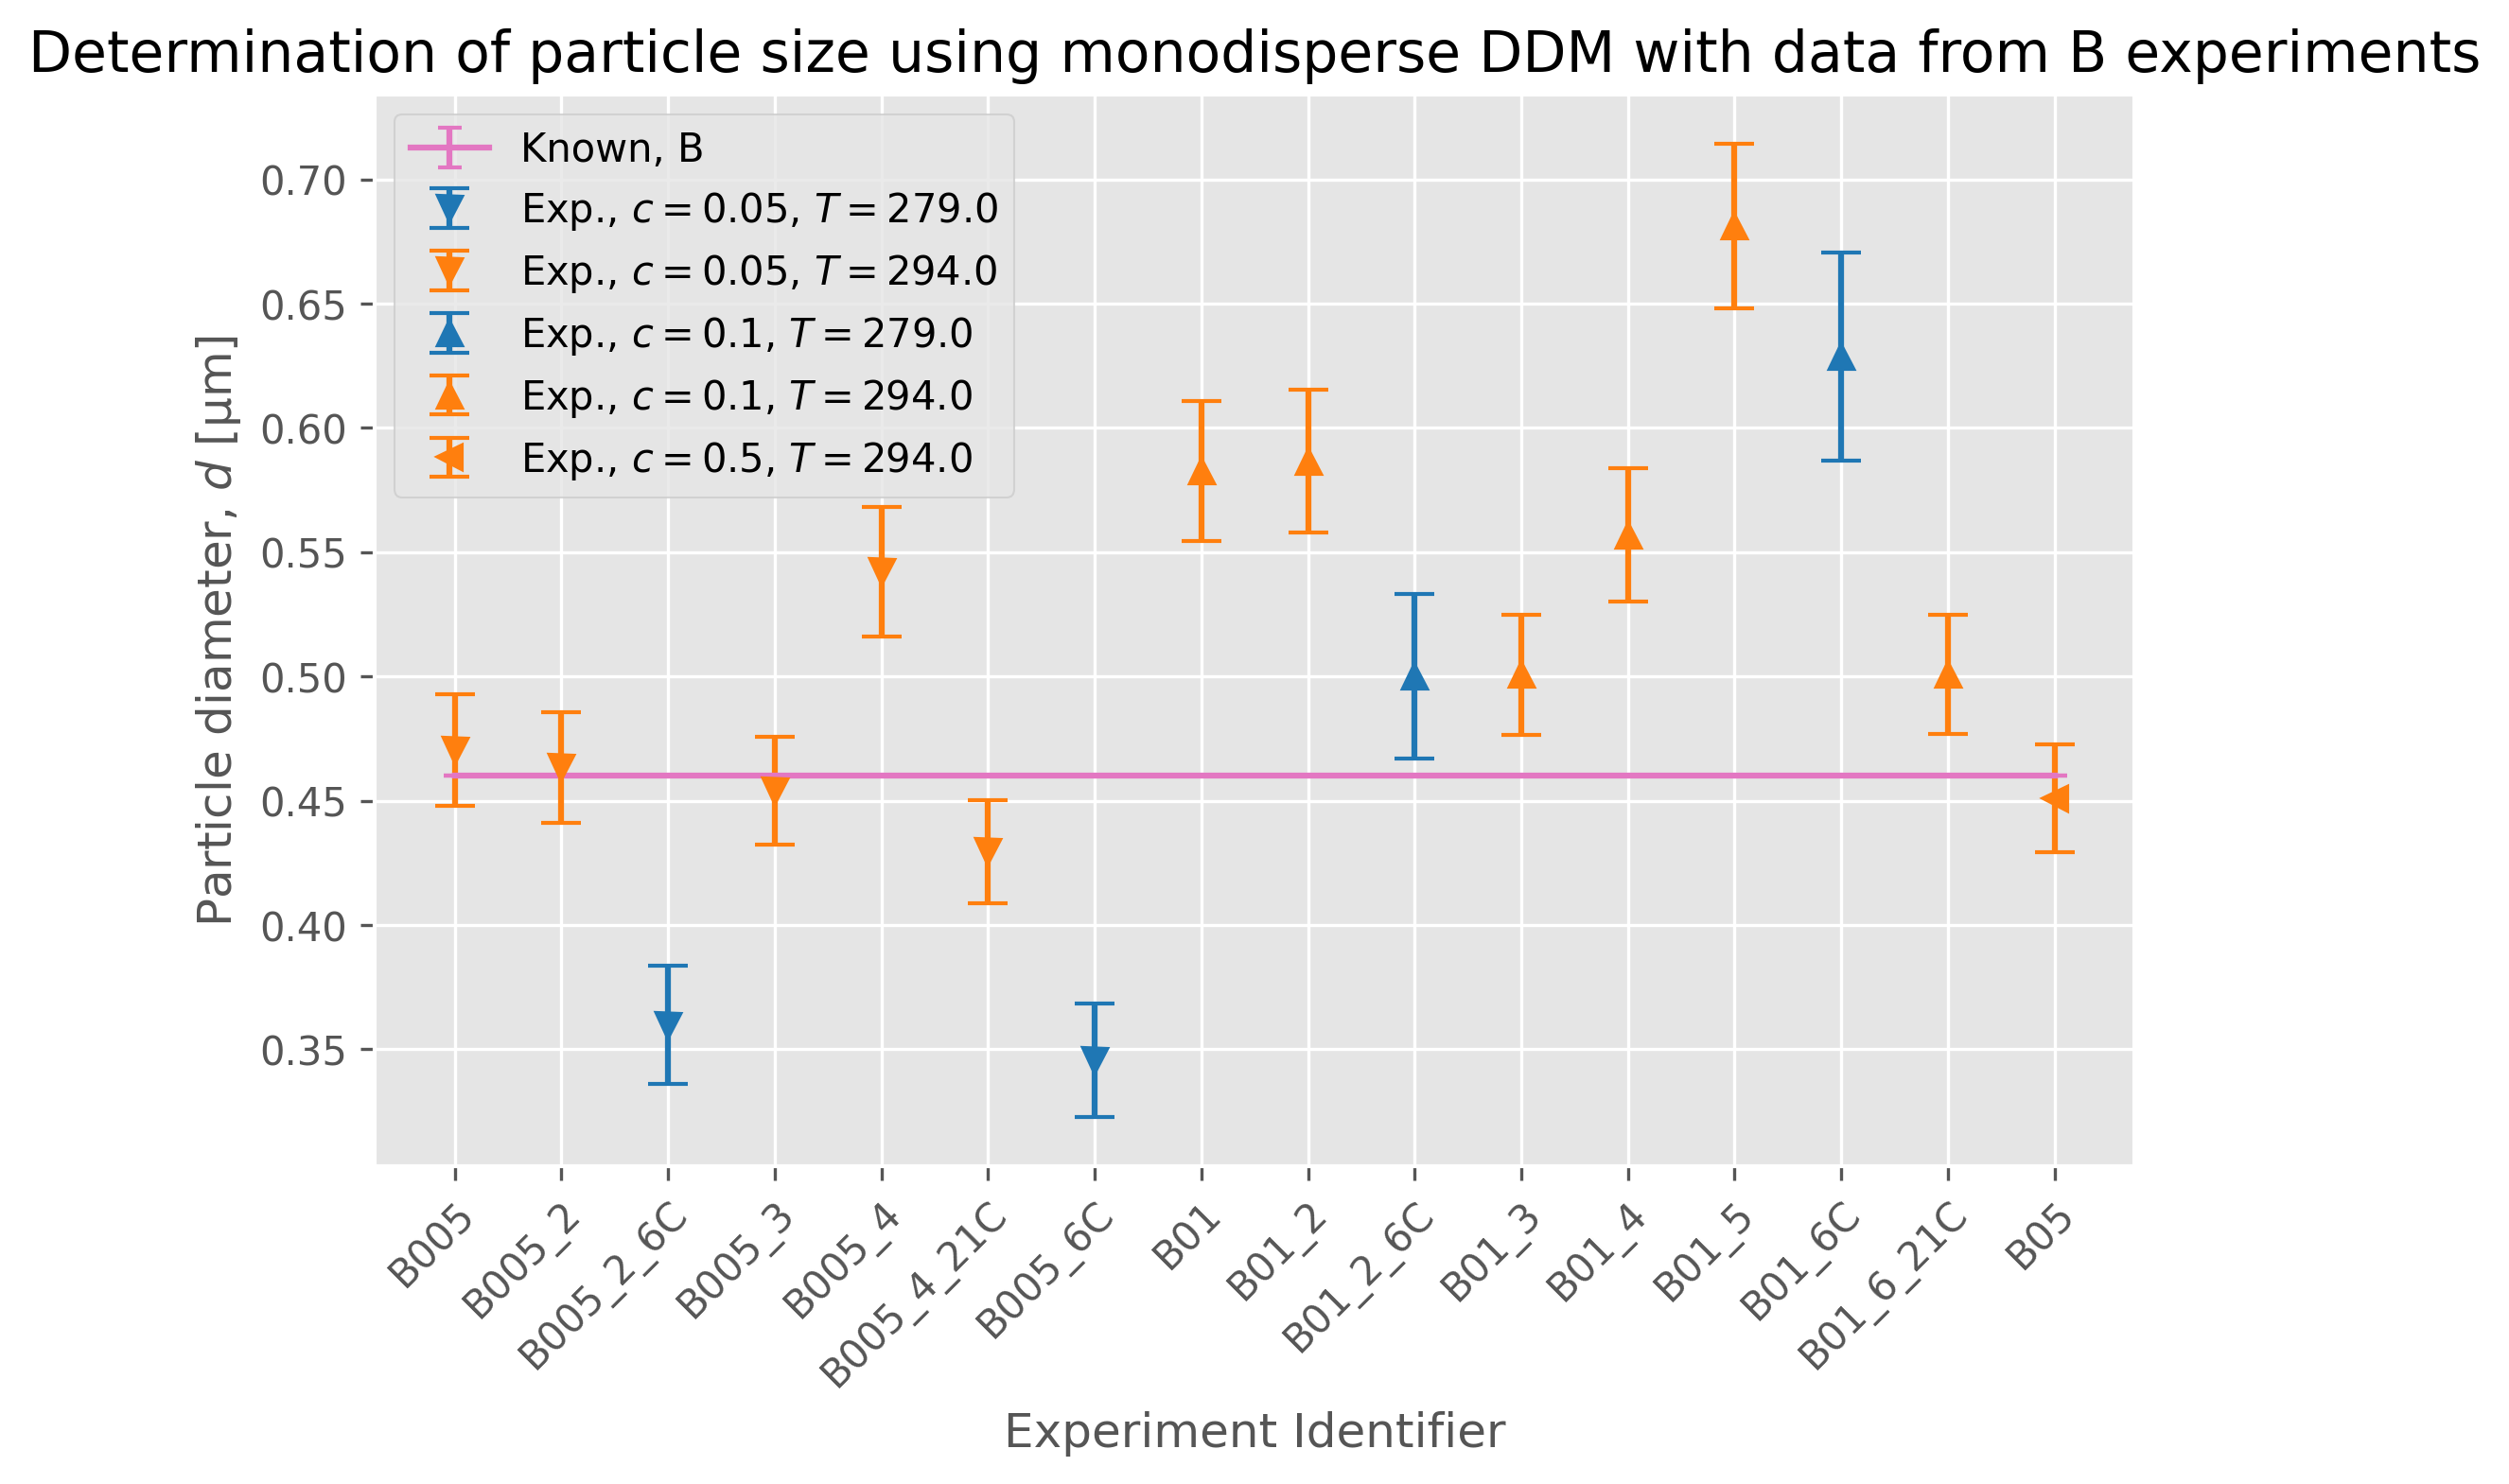 Determination of particle size using monodisperse DDM with data from B experiments
Known, B
Exp., c = 0.05, T = 279.0
Exp., c = 0.05, T = 294.0
Exp., c = 0.1, T = 279.0
Exp., c = 0.1, T = 294.0
Exp., c = 0.5, T = 294.0
Particle diameter, d [μm]
0.70
0.65
0.60
0.55
0.50
0.45
0.40
0.35
B005
B005_2
B005_2_6C
B005_3
B005_4
B005_4_21C
B005_6C
B01
B01_2
B01_2_6C
B01_3
B01_4
B01_5
B01_6C
B01_6_21C
B05
Experiment Identifier